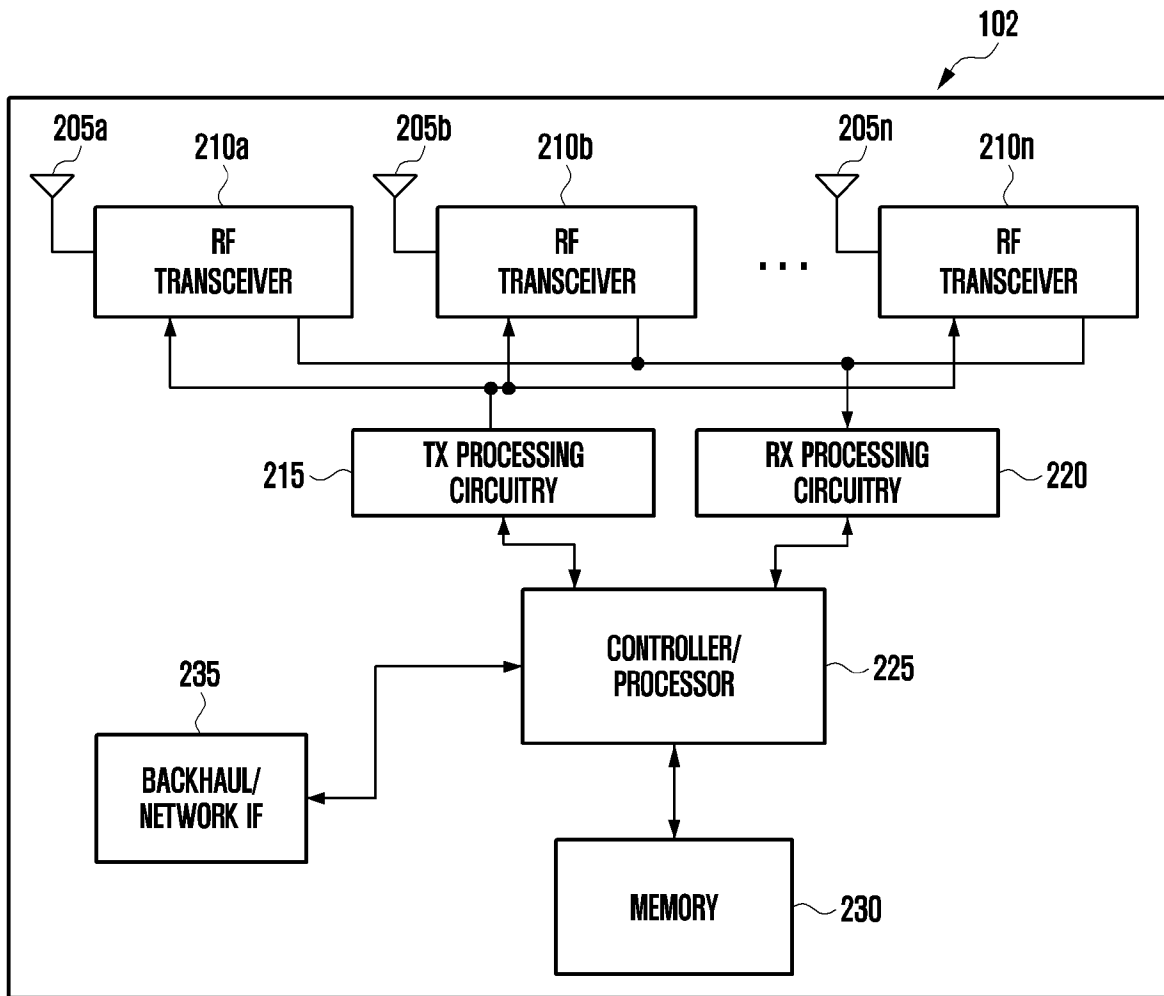 102
205a
210a
205b
210b
205n
210n
RF
TRANSCEIVER
RF
TRANSCEIVER
...
RF
TRANSCEIVER
215
TX PROCESSING
CIRCUITRY
RX PROCESSING
CIRCUITRY
220
CONTROLLER/
PROCESSOR
225
235
BACKHAUL/
NETWORK IF
MEMORY
230